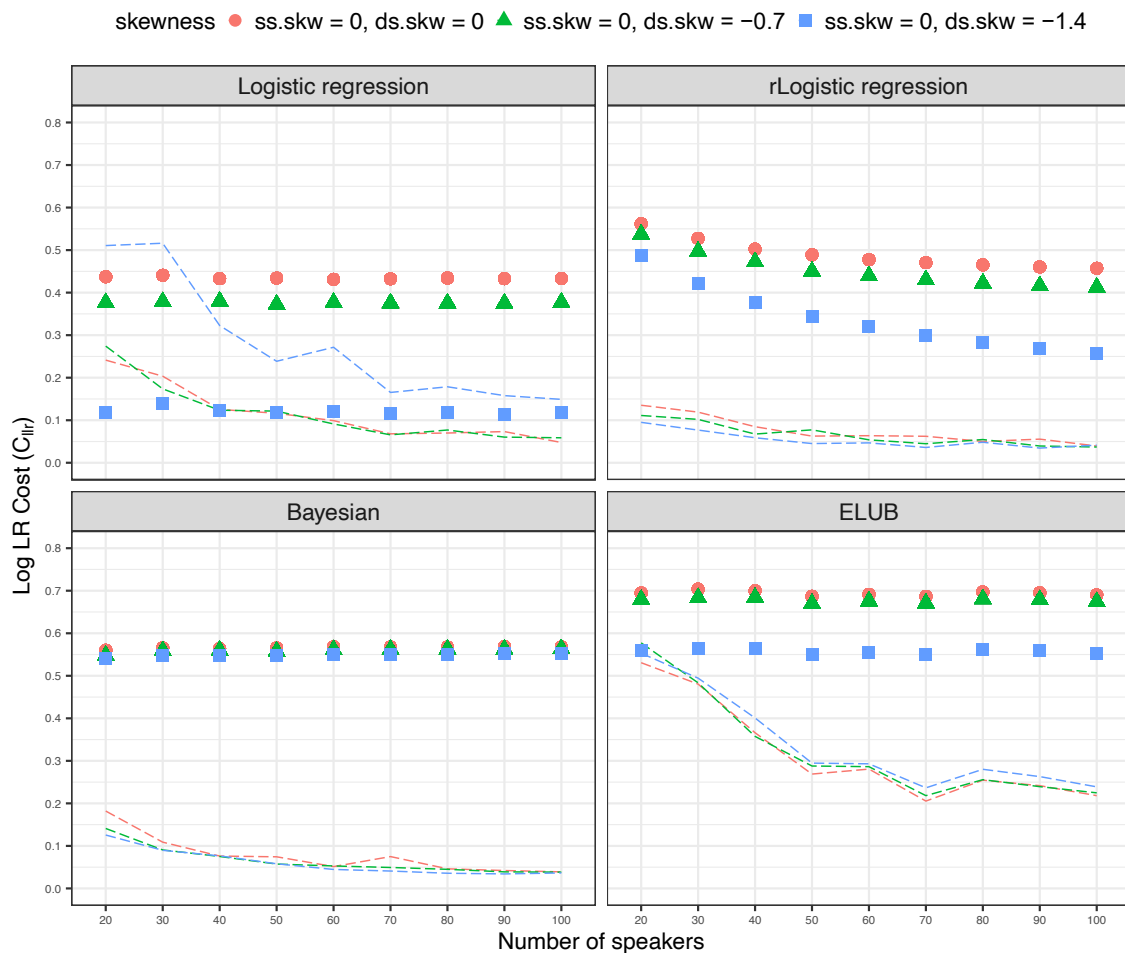 skewness ss.skw = 0, ds.skw = 0 ss.skw = 0, ds.skw = −0.7 ss.skw = 0, ds.skw = −1.4
Logistic regression
rLogistic regression
0.8
0.7
0.6
0.5
0.4
0.3
0.2
0.1
0.0
Bayesian
ELUB
0.8
0.7
0.6
0.5
0.4
0.3
0.2
0.1
0.0
Log LR Cost (Cllr)
20 30 40 50 60 70 80 90 100
20 30 40 50 60 70 80 90 100
Number of speakers